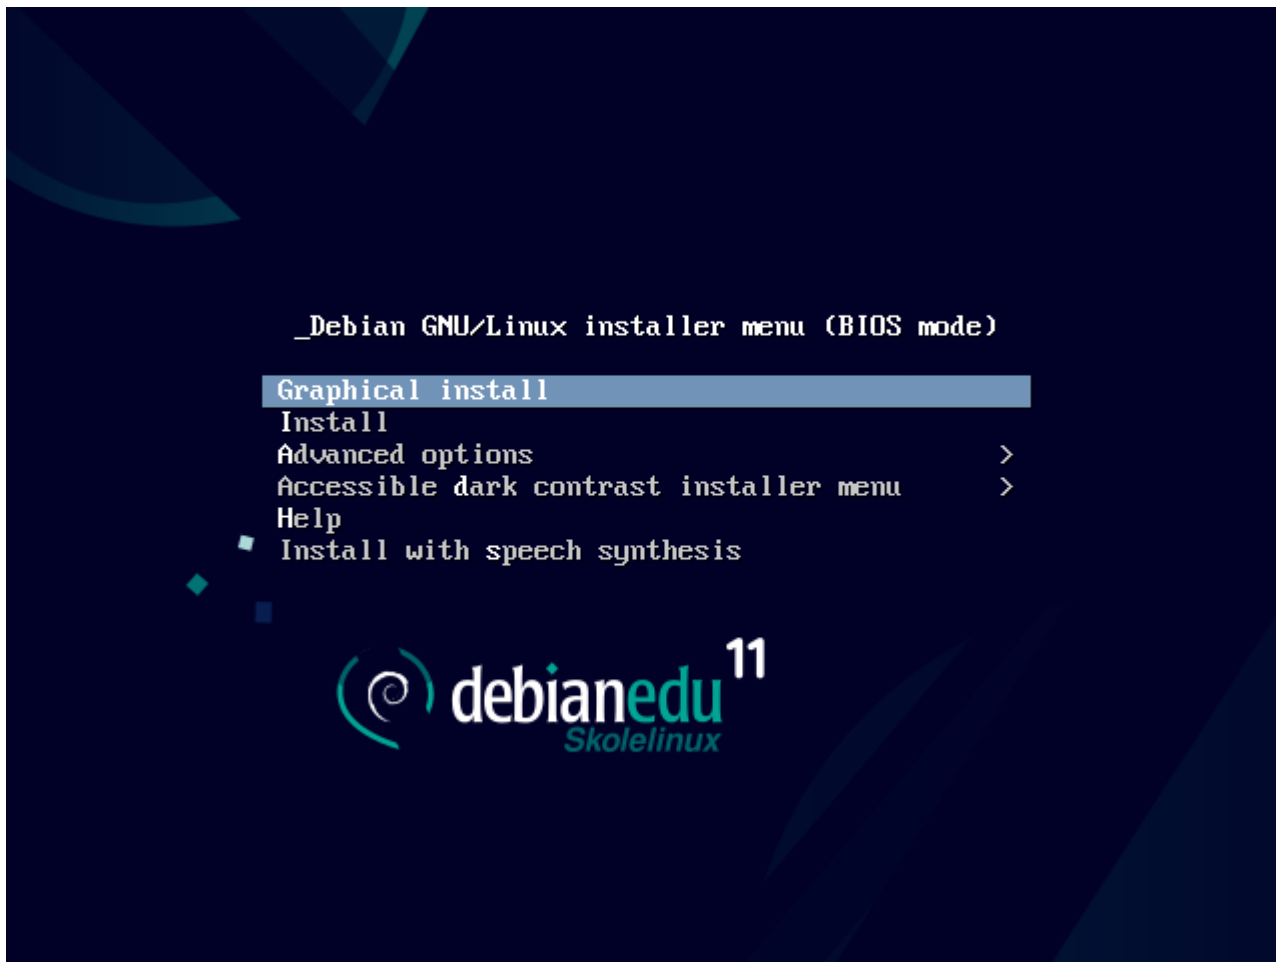 _Debian GNU/Linux installer menu (BIOS mode)
Graphical install
Install
Advanced options >
Accessible dark contrast installer menu >
Help
Install with speech synthesis
debianedu 11
Skolelinux